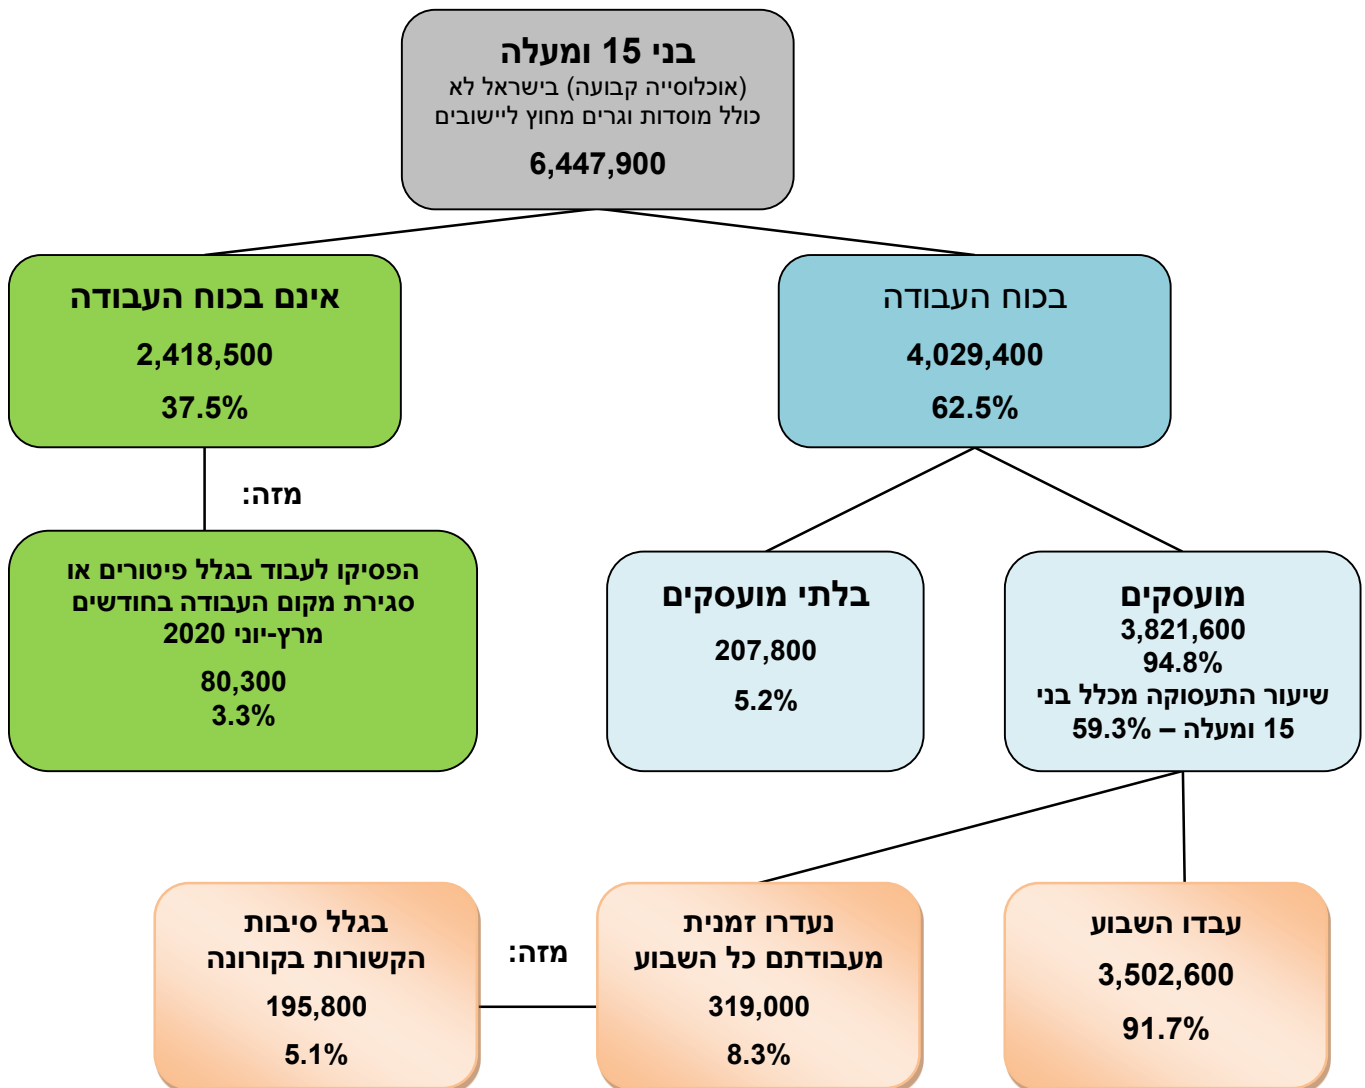 בני 15 ומעלה
(אוכלוסייה קבועה) בישראל לא
כולל מוסדות וגרים מחוץ ליישובים
6,447,900
בכוח העבודה
4,029,400
62.5%
אינם בכוח העבודה
2,418,500
37.5%
מזה:
הפסיקו לעבוד בגלל פיטורים או
סגירת מקום העבודה בחודשים
מרץ-יוני 2020
80,300
3.3%
מועסקים
3,821,600
94.8%
שיעור התעסוקה מכלל בני
15 ומעלה – 59.3%
בלתי מועסקים
207,800
5.2%
עבדו השבוע
3,502,600
91.7%
נעדרו זמנית
מעבודתם כל השבוע
319,000
8.3%
מזה:
בגלל סיבות
הקשורות בקורונה
195,800
5.1%